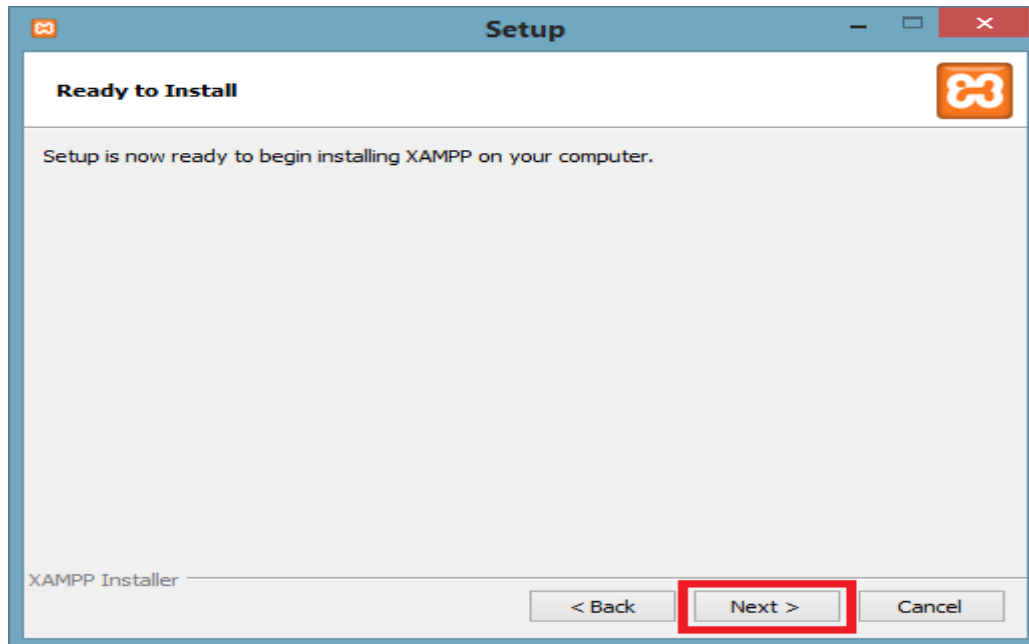 Setup
Ready to Install
Setup is now ready to begin installing XAMPP on your computer.
XAMPP Installer
< Back Next > Cancel